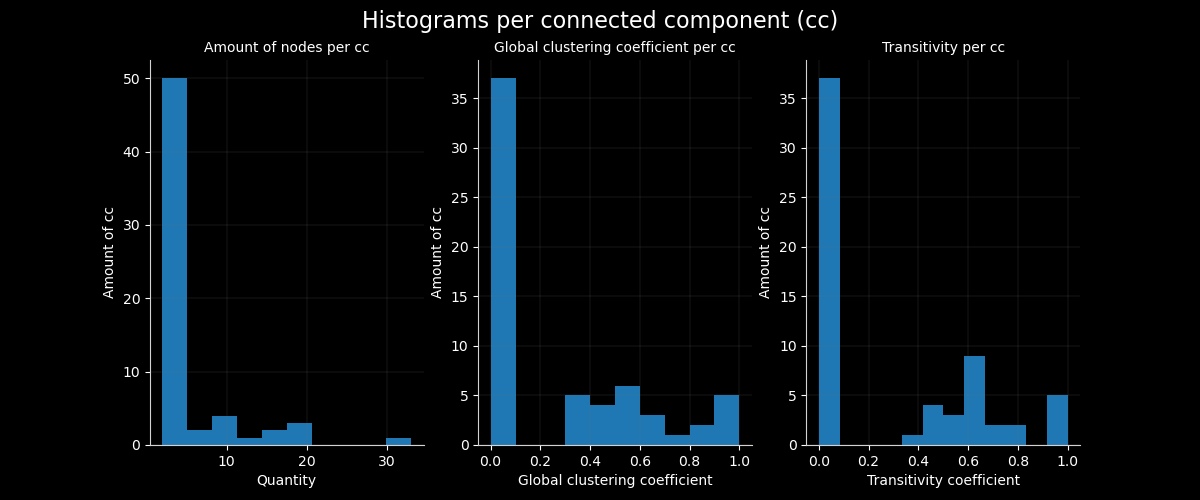 Histograms per connected component (cc)
Amount of nodes per cc
Amount of cc
50
40
30
20
10
0
10 20 30
Quantity
Global clustering coefficient per cc
Amount of cc
35
30
25
20
15
10
5
0
0.0 0.2 0.4 0.6 0.8 1.0
Global clustering coefficient
Transitivity per cc
Amount of cc
35
30
25
20
15
10
5
0
0.0 0.2 0.4 0.6 0.8 1.0
Transitivity coefficient